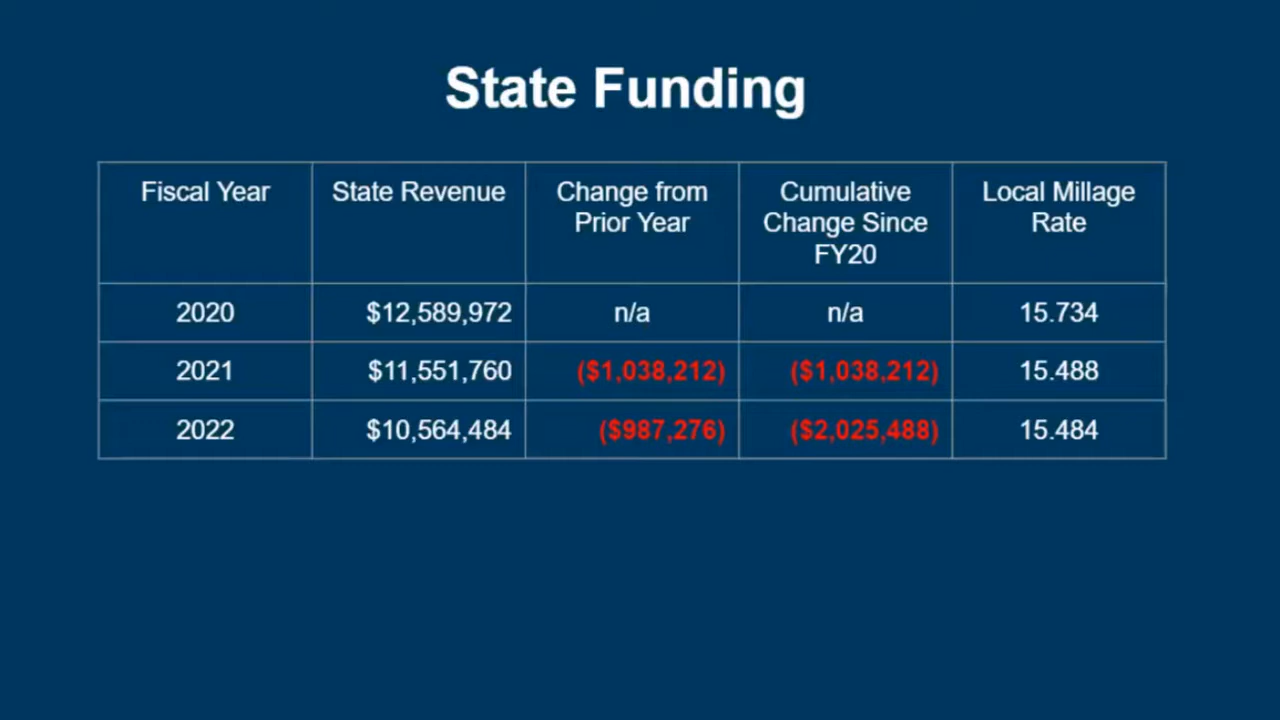 State Funding
Fiscal Year State Revenue Change from Prior Year Cumulative Change Since FY20 Local Millage Rate
2020 $12,589,972 n/a n/a 15.734
2021 $11,551,760 ($1,038,212) ($1,038,212) 15.488
2022 $10,564,484 ($987,276) ($2,025,488) 15.484